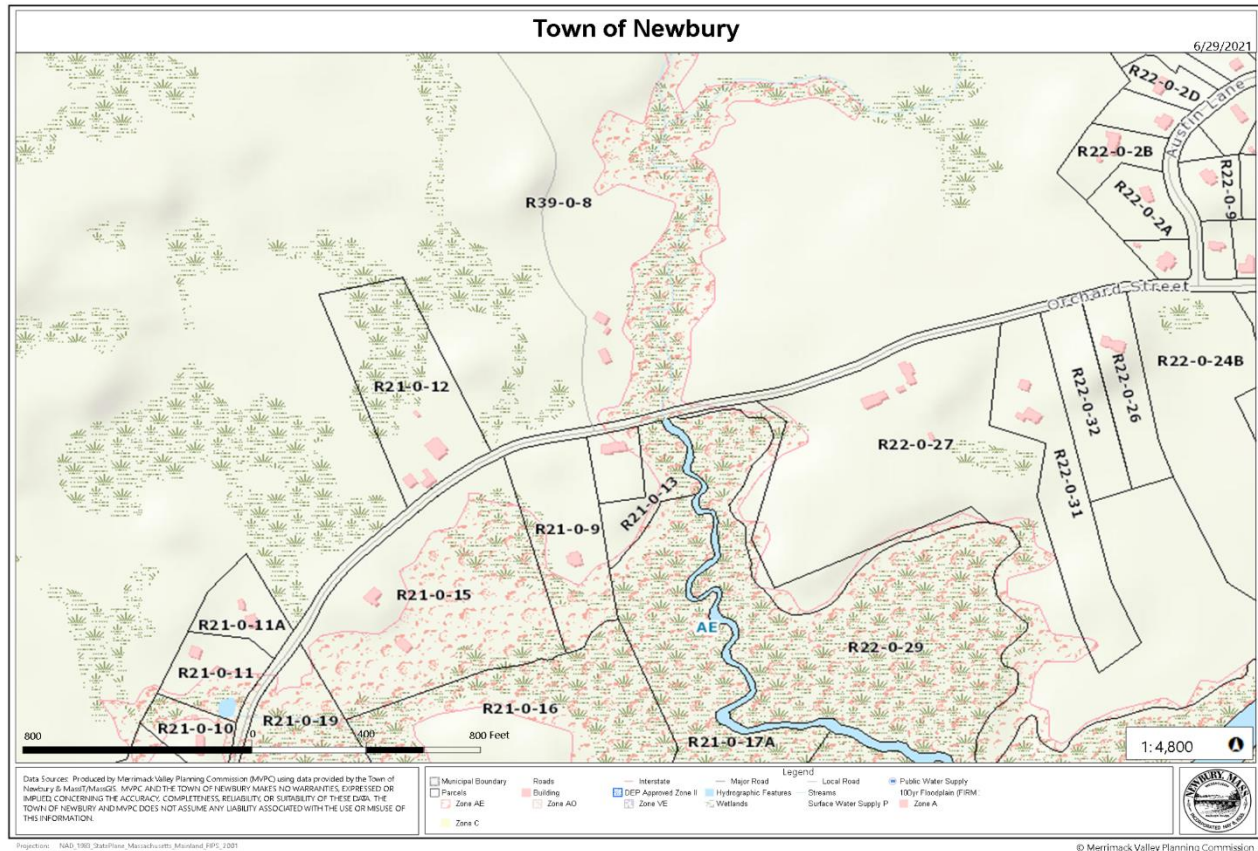 Town of Newbury
6/29/2021
R22-0-2D
Austin Lane
R22-0-2B
R22-0-9
R22-0-2A
R39-0-8
Orchard Street
R21-0-12
R22-0-24B
R22-0-26
R22-0-32
R22-0-27
R22-0-31
R21-0-13
R21-0-9
R21-0-15
R21-0-11A
AE
R22-0-29
R21-0-11
R21-0-16
R21-0-19
R21-0-10
R21-0-17A
800 0 400 800 Feet
1: 4,800
Data Sources: Produced by Merrimack Valley Planning Commission (MVPC) using data provided by the Town of
Newbury & MassIT/MassGIS. MVPC AND THE TOWN OF NEWBURY MAKES NO WARRANTIES, EXPRESSED OR
IMPLIED, CONCERNING THE ACCURACY, COMPLETENESS, RELIABILITY, OR SUITABILITY OF THESE DATA. THE
TOWN OF NEWBURY AND MVPC DOES NOT ASSUME ANY LIABILITY ASSOCIATED WITH THE USE OR MISUSE OF
THIS INFORMATION.
Legend
Municipal Boundary Roads Interstate Major Road Local Road Public Water Supply
Parcels Building DEP Approved Zone II Hydrographic Features Streams 100yr Floodplain (FIRM
Zone AE Zone AO Zone VE Wetlands Surface Water Supply P Zone A
Zone C
NEWBURY, MASS
Projection: NAD_1983_StatePlane_Massachusetts_Mainland_FIPS_2001
© Merrimack Valley Planning Commission